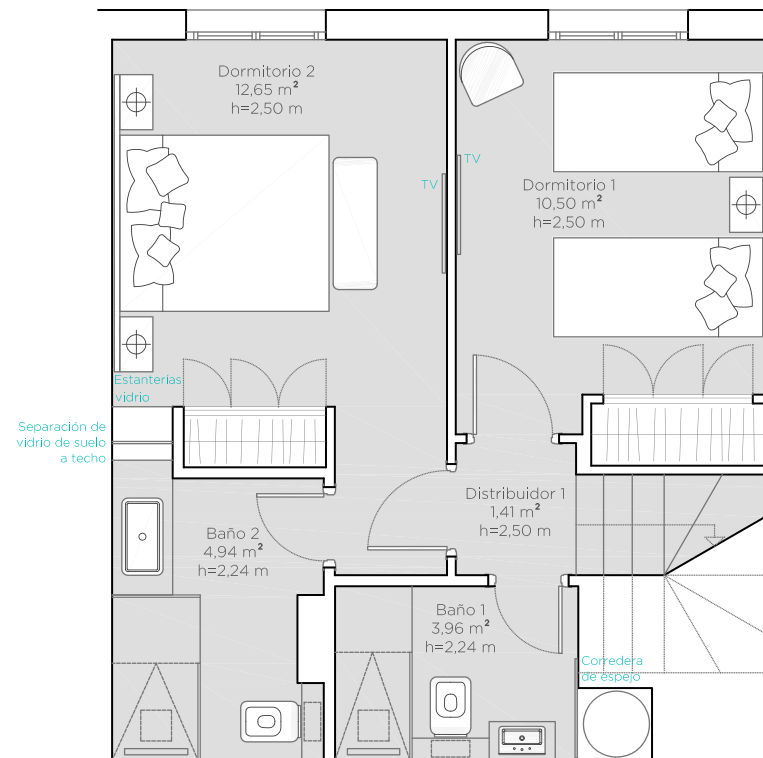 Dormitorio 2
12,65 m²
h=2,50 m
TV
TV
Dormitorio 1
10,50 m²
h=2,50 m
Estanterías
vidrio
Separación de
vidrio de suelo
a techo
Distribuidor 1
1,41 m²
h=2,50 m
Baño 2
4,94 m²
h=2,24 m
Baño 1
3,96 m²
h=2,24 m
Corredera
de espejo